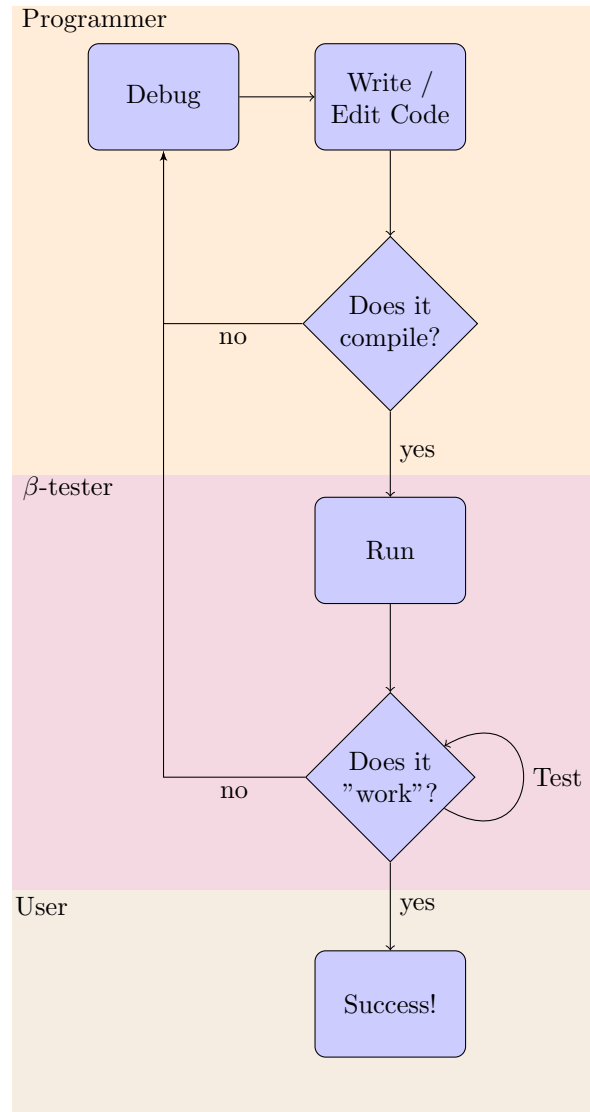 Programmer
Debug
Write /
Edit Code
Does it
compile?
no
yes
β-tester
Run
Does it
”work”?
Test
no
yes
User
Success!